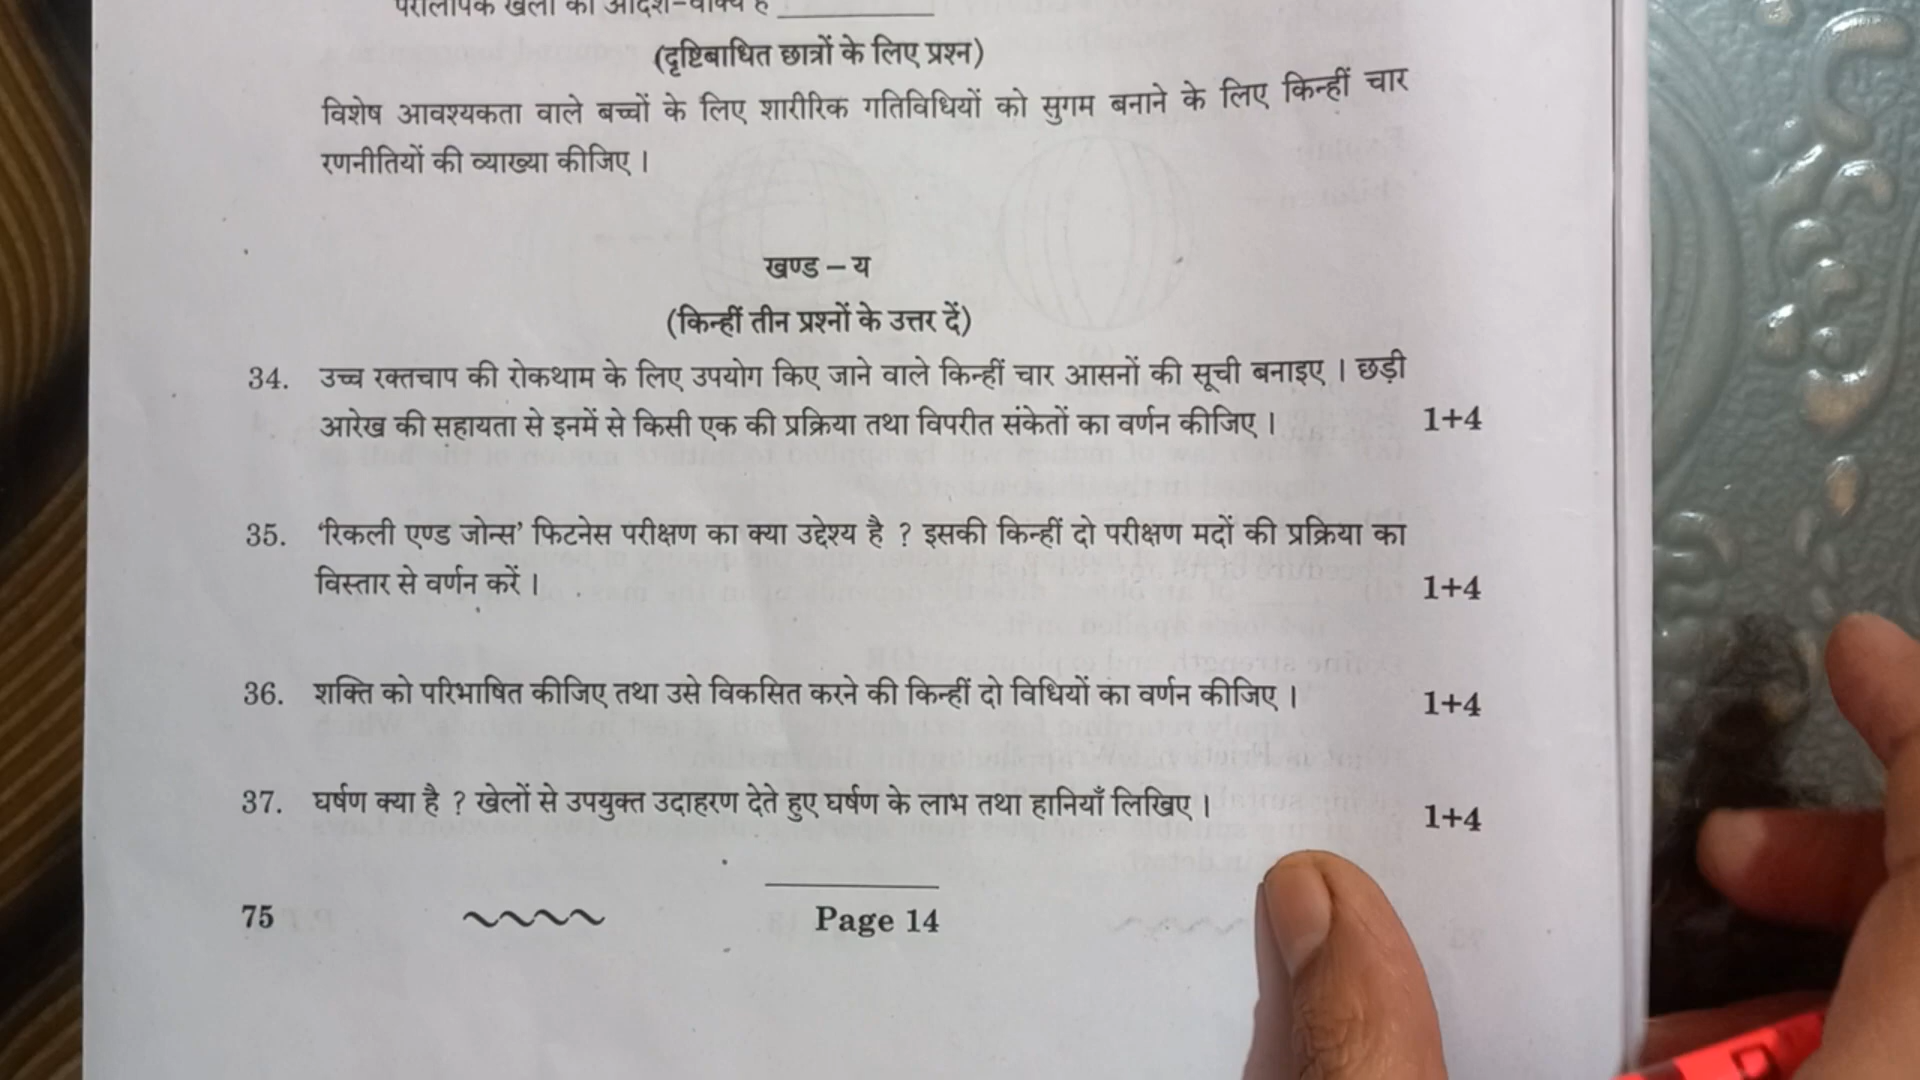 परालंपिक खेलों का आदर्श-वाक्य है __________
(दृष्टिबाधित छात्रों के लिए प्रश्न)
विशेष आवश्यकता वाले बच्चों के लिए शारीरिक गतिविधियों को सुगम बनाने के लिए किन्हीं चार
रणनीतियों की व्याख्या कीजिए ।
खण्ड – य
(किन्हीं तीन प्रश्नों के उत्तर दें)
34. उच्च रक्तचाप की रोकथाम के लिए उपयोग किए जाने वाले किन्हीं चार आसनों की सूची बनाइए । छड़ी
आरेख की सहायता से इनमें से किसी एक की प्रक्रिया तथा विपरीत संकेतों का वर्णन कीजिए । 1+4
35. ‘रिकली एण्ड जोन्स’ फिटनेस परीक्षण का क्या उद्देश्य है ? इसकी किन्हीं दो परीक्षण मदों की प्रक्रिया का
विस्तार से वर्णन करें । 1+4
36. शक्ति को परिभाषित कीजिए तथा उसे विकसित करने की किन्हीं दो विधियों का वर्णन कीजिए । 1+4
37. घर्षण क्या है ? खेलों से उपयुक्त उदाहरण देते हुए घर्षण के लाभ तथा हानियाँ लिखिए । 1+4
75 Page 14